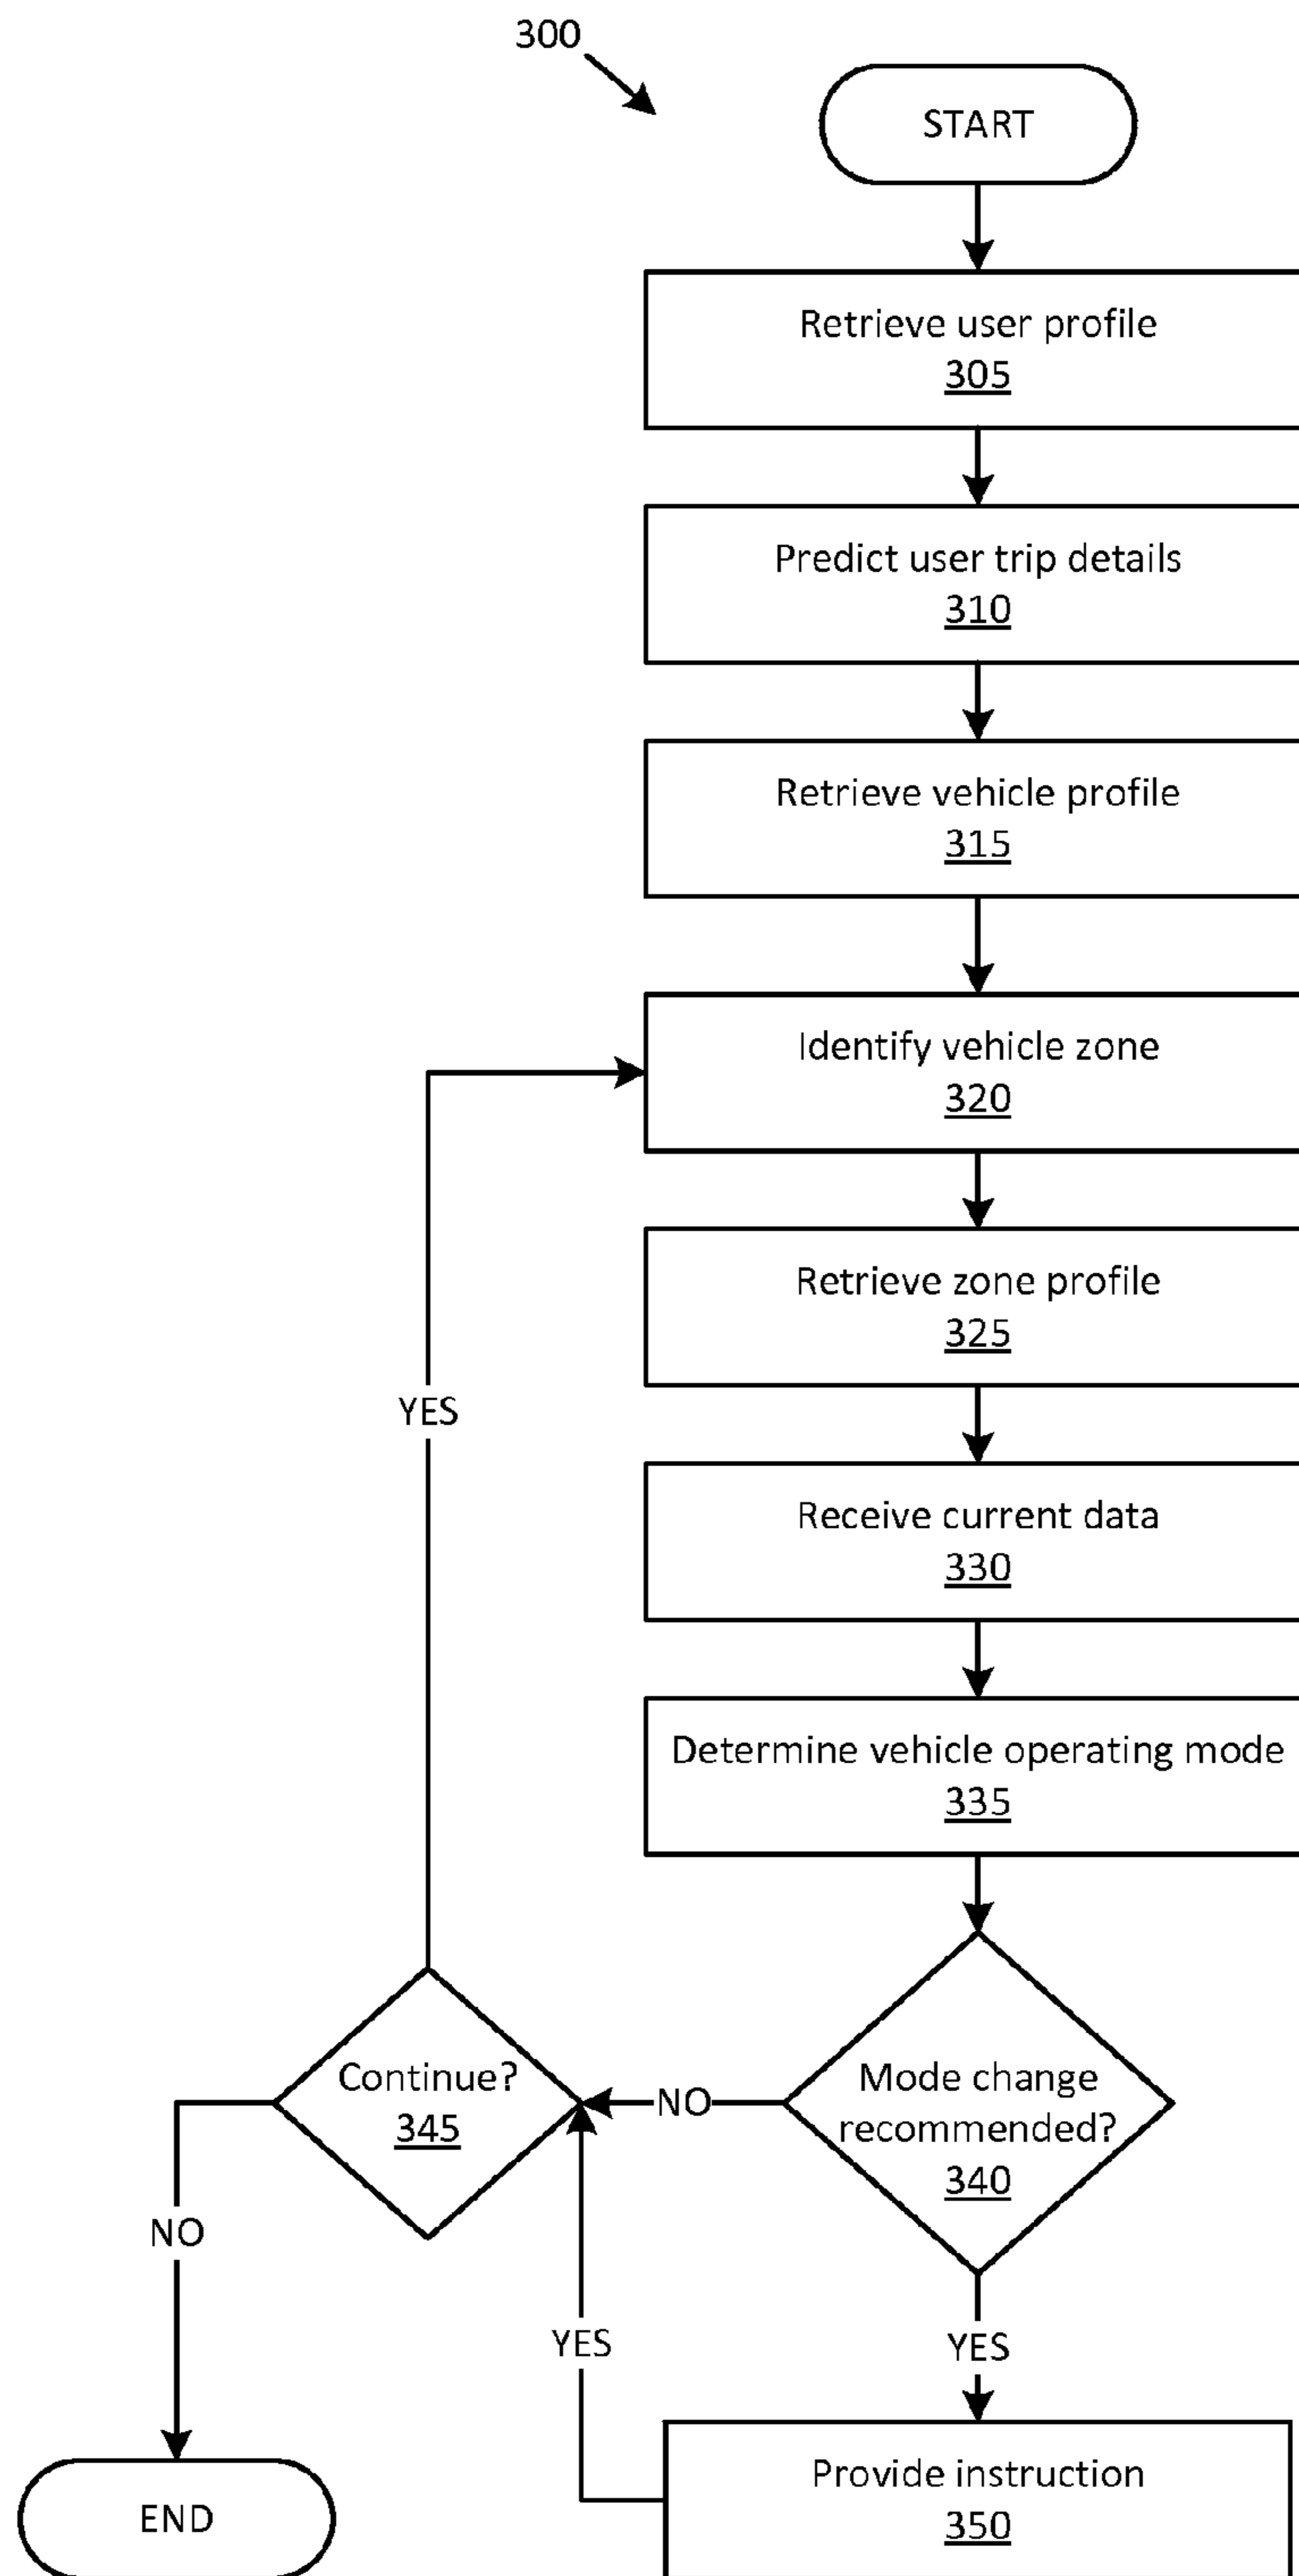 300
START
Retrieve user profile
305
Predict user trip details
310
Retrieve vehicle profile
315
Identify vehicle zone
320
Retrieve zone profile
325
YES
Receive current data
330
Determine vehicle operating mode
335
Continue?
345
NO
Mode change
recommended?
340
NO
YES
YES
Provide instruction
350
END